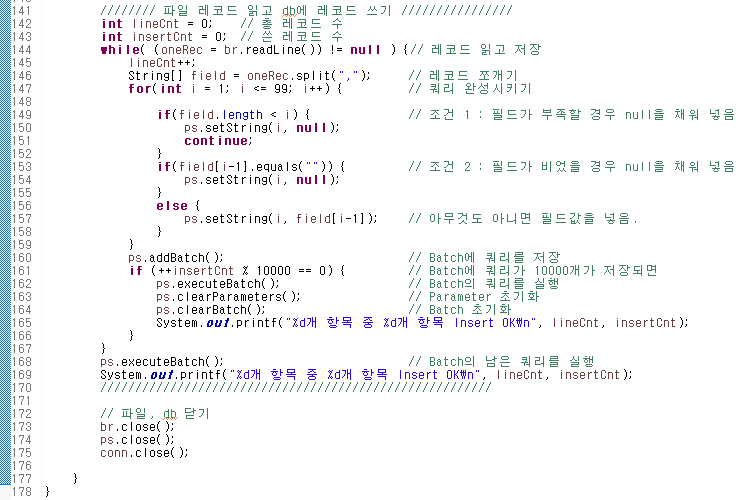 141 //////// 파일 레코드 읽고 db에 레코드 쓰기 ////////////////
142 int lineCnt = 0; // 총 레코드 수
143 int insertCnt = 0; // 쓴 레코드 수
144 while( (oneRec = br.readLine()) != null ) {// 레코드 읽고 저장
145 lineCnt++;
146 String[] field = oneRec.split(","); // 레코드 쪼개기
147 for(int i = 1; i <= 99; i++) { // 쿼리 완성시키기
148
149 if(field.length < i) { // 조건 1 : 필드가 부족할 경우 null을 채워 넣음
150 ps.setString(i, null);
151 continue;
152 }
153 if(field[i-1].equals("")) { // 조건 2 : 필드가 비었을 경우 null을 채워 넣음
154 ps.setString(i, null);
155 }
156 else {
157 ps.setString(i, field[i-1]); // 아무것도 아니면 필드값을 넣음.
158 }
159 }
160 ps.addBatch(); // Batch에 쿼리를 저장
161 if (++insertCnt % 10000 == 0) { // Batch에 쿼리가 10000개가 저장되면
162 ps.executeBatch(); // Batch의 쿼리를 실행
163 ps.clearParameters(); // Parameter 초기화
164 ps.clearBatch(); // Batch 초기화
165 System.out.printf("%d개 항목 중 %d개 항목 Insert OK\n", lineCnt, insertCnt);
166 }
167 }
168 ps.executeBatch(); // Batch의 남은 쿼리를 실행
169 System.out.printf("%d개 항목 중 %d개 항목 Insert OK\n", lineCnt, insertCnt);
170 ////////////////////////////////////////////////////////
171
172 // 파일, db 닫기
173 br.close();
174 ps.close();
175 conn.close();
176
177 }
178 }